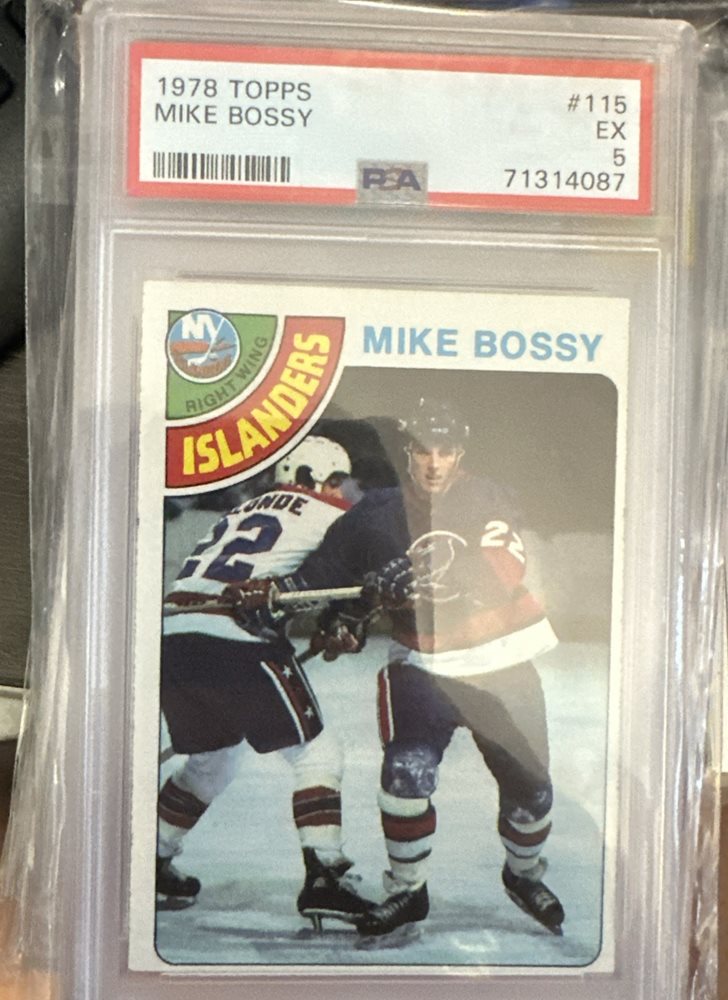 1978 TOPPS
MIKE BOSSY
#115
EX
5
71314087
PSA
NY
RIGHT WING
ISLANDERS
MIKE BOSSY
22
22